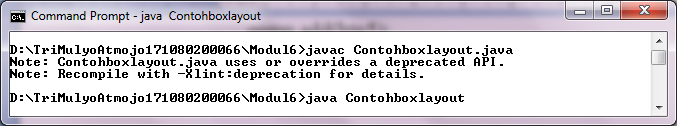 Command Prompt - java  Contohboxlayout
D:\TriMulyoAtmojo171080200066\Modul6>javac Contohboxlayout.java
Note: Contohboxlayout.java uses or overrides a deprecated API.
Note: Recompile with -Xlint:deprecation for details.
D:\TriMulyoAtmojo171080200066\Modul6>java Contohboxlayout